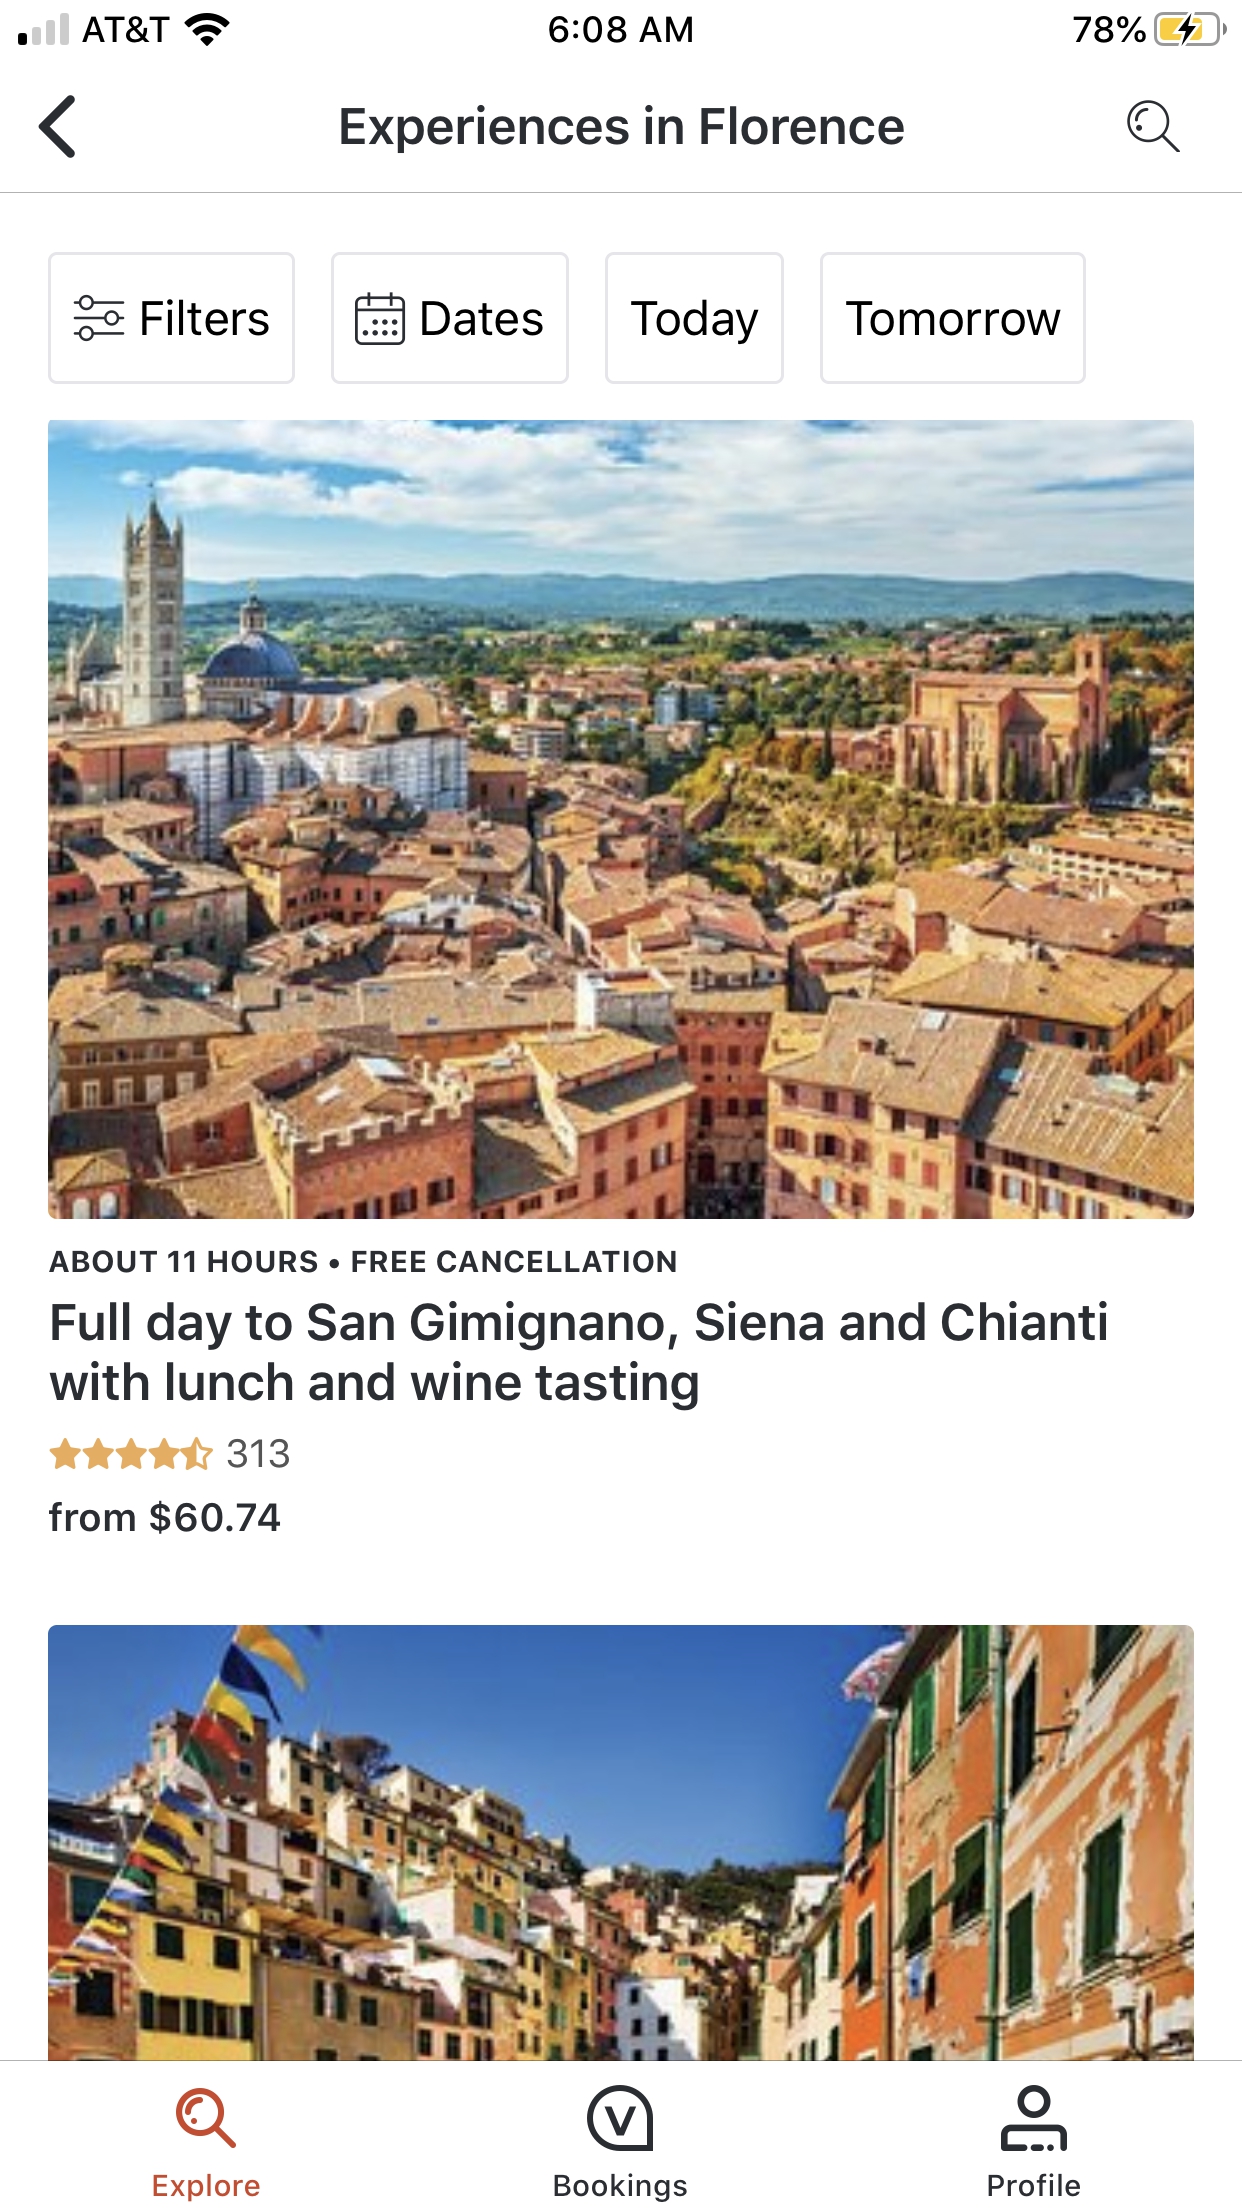 AT&T 6:08 AM 78%
Experiences in Florence
Filters Dates Today Tomorrow
ABOUT 11 HOURS • FREE CANCELLATION
Full day to San Gimignano, Siena and Chianti
with lunch and wine tasting
313
from $60.74
V
Explore Bookings Profile